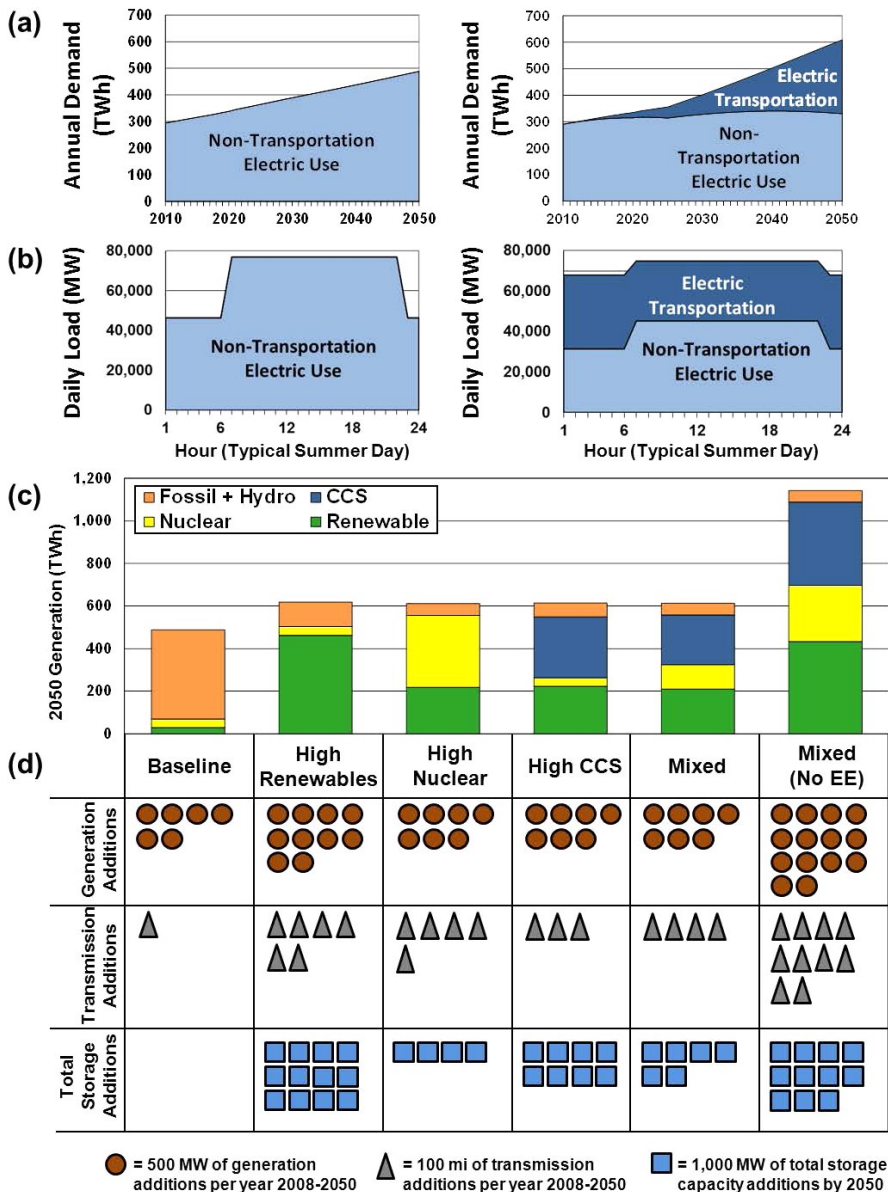 (a)
Annual Demand
(TWh)
700
600
500
400
300
200
100
0
Non-Transportation
Electric Use
2010
2020
2030
2040
2050
Annual Demand
(TWh)
700
600
500
400
300
200
100
0
Electric
Transportation
Non-
Transportation
Electric Use
2010
2020
2030
2040
2050
(b)
Daily Load (MW)
80,000
60,000
40,000
20,000
0
Non-Transportation
Electric Use
1
6
12
18
24
Hour (Typical Summer Day)
Daily Load (MW)
80,000
60,000
40,000
20,000
0
Electric
Transportation
Non-Transportation
Electric Use
1
6
12
18
24
Hour (Typical Summer Day)
(c)
2050 Generation (TWh)
1,200
1,000
800
600
400
200
0
Fossil + Hydro
CCS
Nuclear
Renewable
(d)
Baseline
High
Renewables
High
Nuclear
High CCS
Mixed
Mixed
(No EE)
Generation
Additions
Transmission
Additions
Total
Storage
Additions
= 500 MW of generation
additions per year 2008-2050
= 100 mi of transmission
additions per year 2008-2050
= 1,000 MW of total storage
capacity additions by 2050